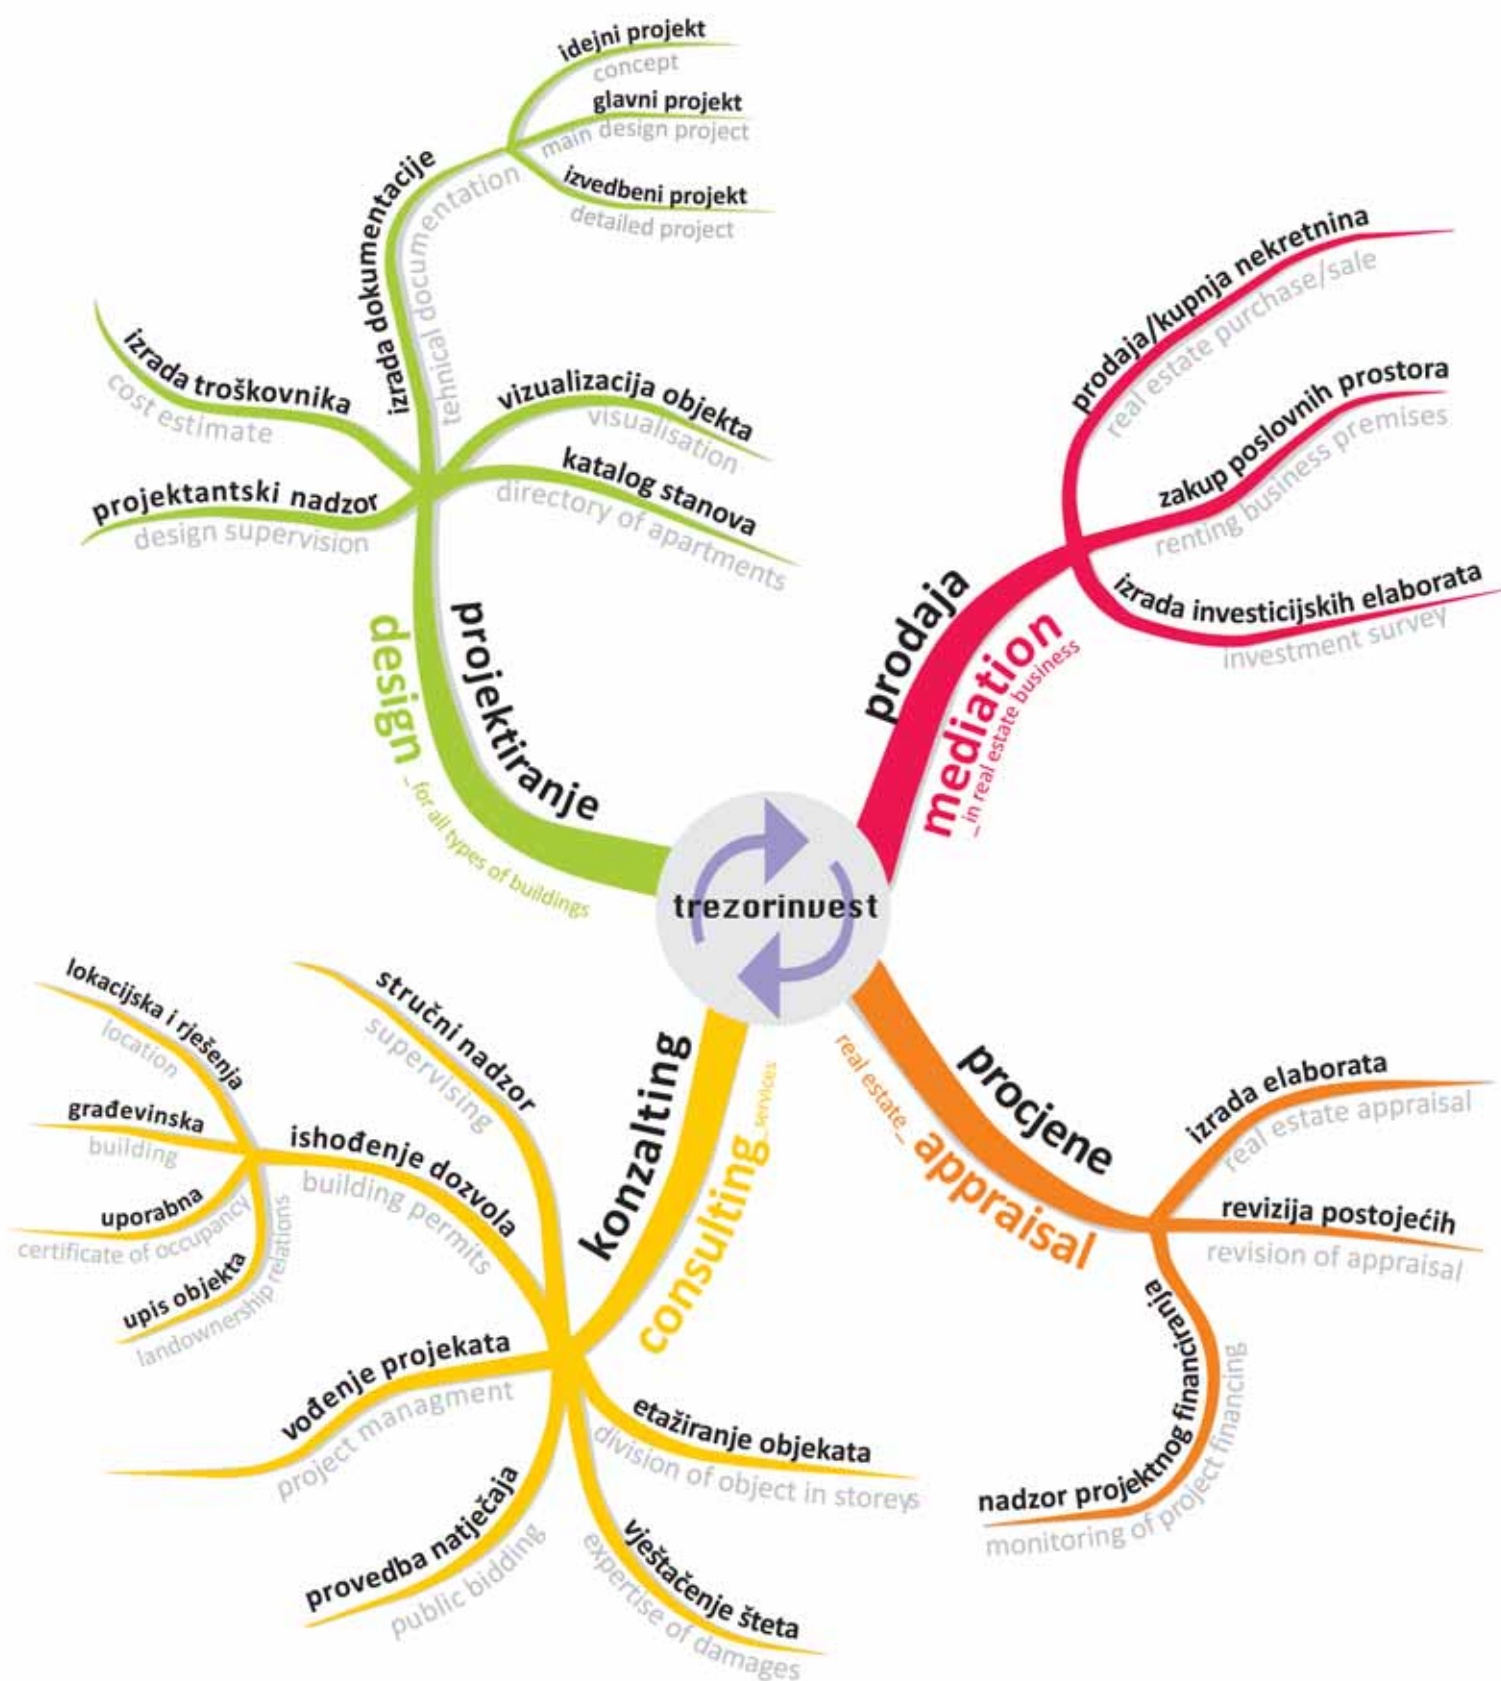 idejni projekt
concept
glavni projekt
main design project
izvedbeni projekt
detailed project
izrada dokumentacije
tehnical documentation
izrada troškovnika
cost estimate
projektantski nadzor
design supervision
vizualizacija objekta
visualisation
katalog stanova
directory of apartments
projektiranje
design
_for all types of buildings
prodaja/kupnja nekretnina
real estate purchase/sale
zakup poslovnih prostora
renting business premises
izrada investicijskih elaborata
investment survey
prodaja
mediation
_in real estate business
trezorinvest
lokacijska i rješenja
location
građevinska
building
uporabna
certificate of occupancy
upis objekta
landownership relations
stručni nadzor
supervising
ishođenje dozvola
building permits
vođenje projekata
project managment
provedba natječaja
public bidding
konzalting
consulting_services
etažiranje objekata
division of object in storeys
vještačenje šteta
expertise of damages
procjene
real estate_ appraisal
izrada elaborata
real estate appraisal
revizija postojećih
revision of appraisal
nadzor projektnog financiranja
monitoring of project financing